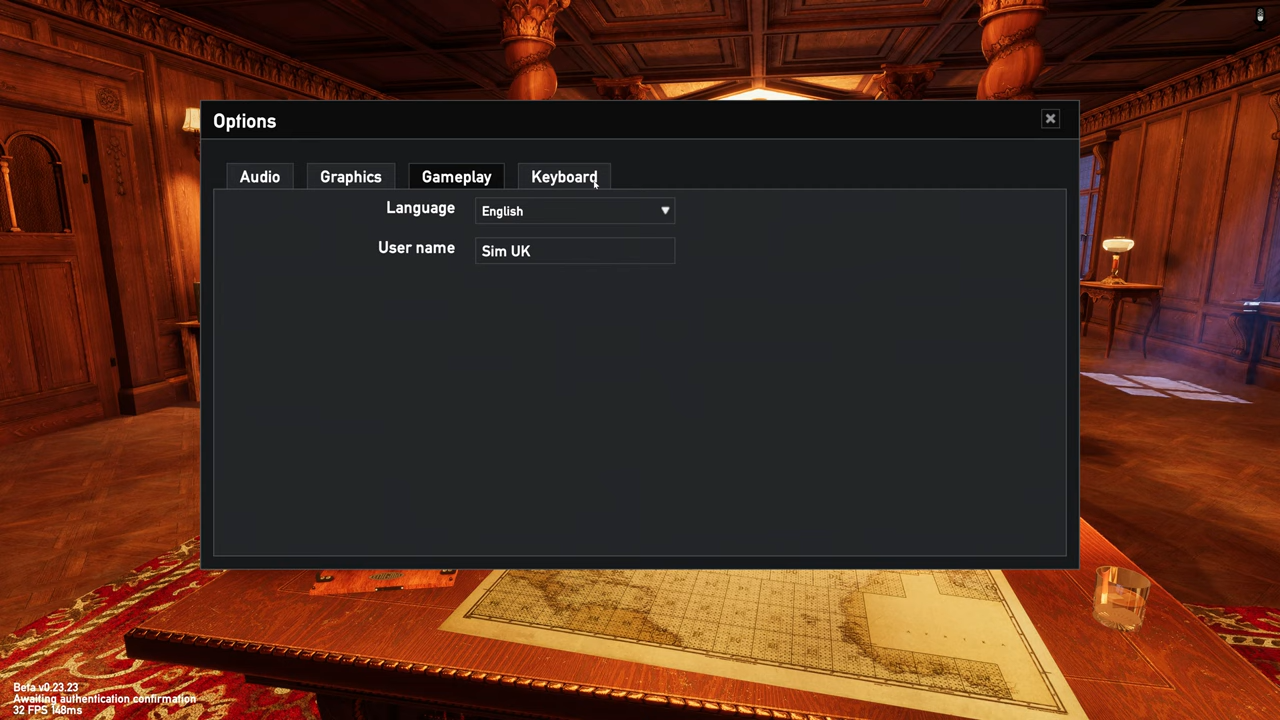 Options
Audio
Graphics
Gameplay
Keyboard
Language
English
User name
Sim UK
Beta v0.23.23
Awaiting authentication confirmation
32 FPS 148ms